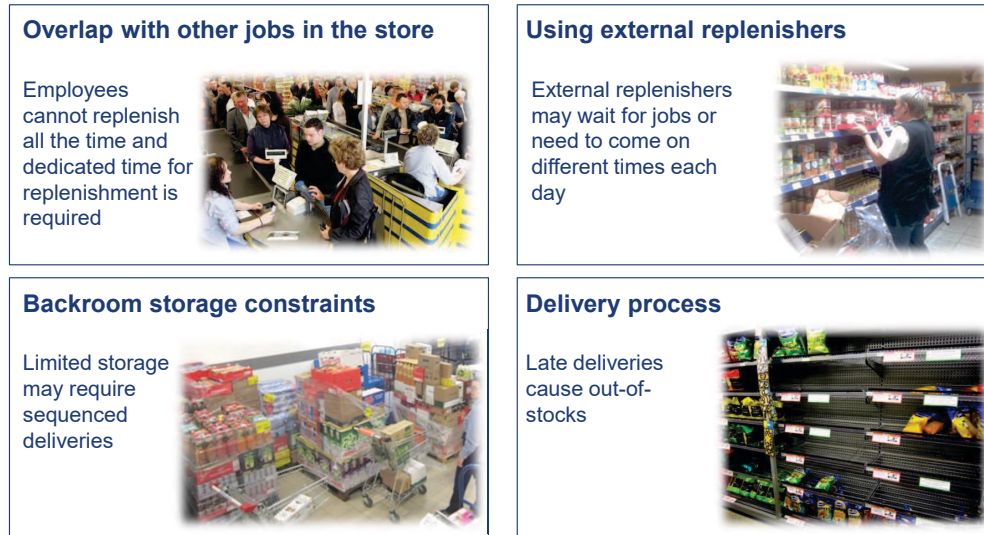 Overlap with other jobs in the store
Employees
cannot replenish
all the time and
dedicated time for
replenishment is
required
Using external replenishers
External replenishers
may wait for jobs or
need to come on
different times each
day
Backroom storage constraints
Limited storage
may require
sequenced
deliveries
Delivery process
Late deliveries
cause out-of-
stocks